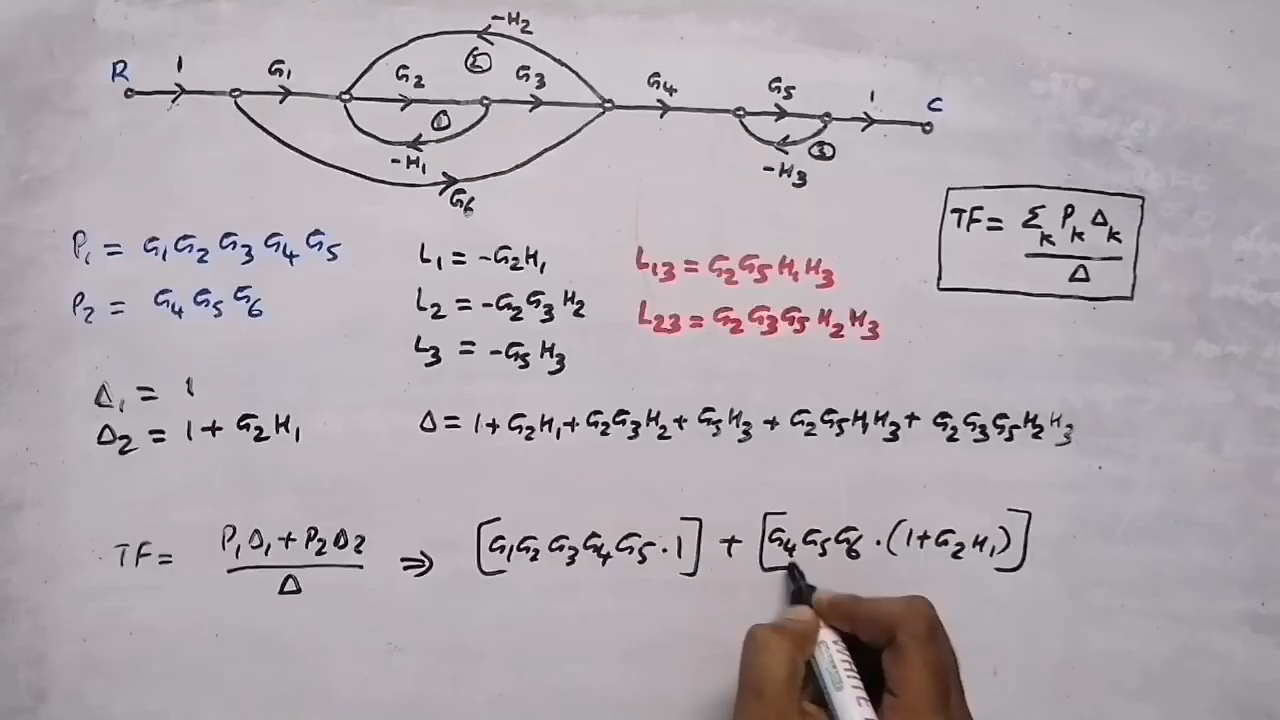 -H₂
R 1 G₁ G₂ ② G₃ G₄ G₅ 1 C
① -H₁ ③ -H₃
G₆
TF = Σₖ Pₖ Δₖ / Δ
P₁ = G₁G₂G₃G₄G₅
P₂ = G₄G₅G₆
L₁ = -G₂H₁
L₂ = -G₂G₃H₂
L₃ = -G₅H₃
L₁₃ = G₂G₅H₁H₃
L₂₃ = G₂G₃G₅H₂H₃
Δ₁ = 1
Δ₂ = 1 + G₂H₁
Δ = 1 + G₂H₁ + G₂G₃H₂ + G₅H₃ + G₂G₅H₁H₃ + G₂G₃G₅H₂H₃
TF = P₁Δ₁ + P₂Δ₂ / Δ ⇒ [G₁G₂G₃G₄G₅ · 1] + [G₄G₅G₆ · (1+G₂H₁)]
WHITE